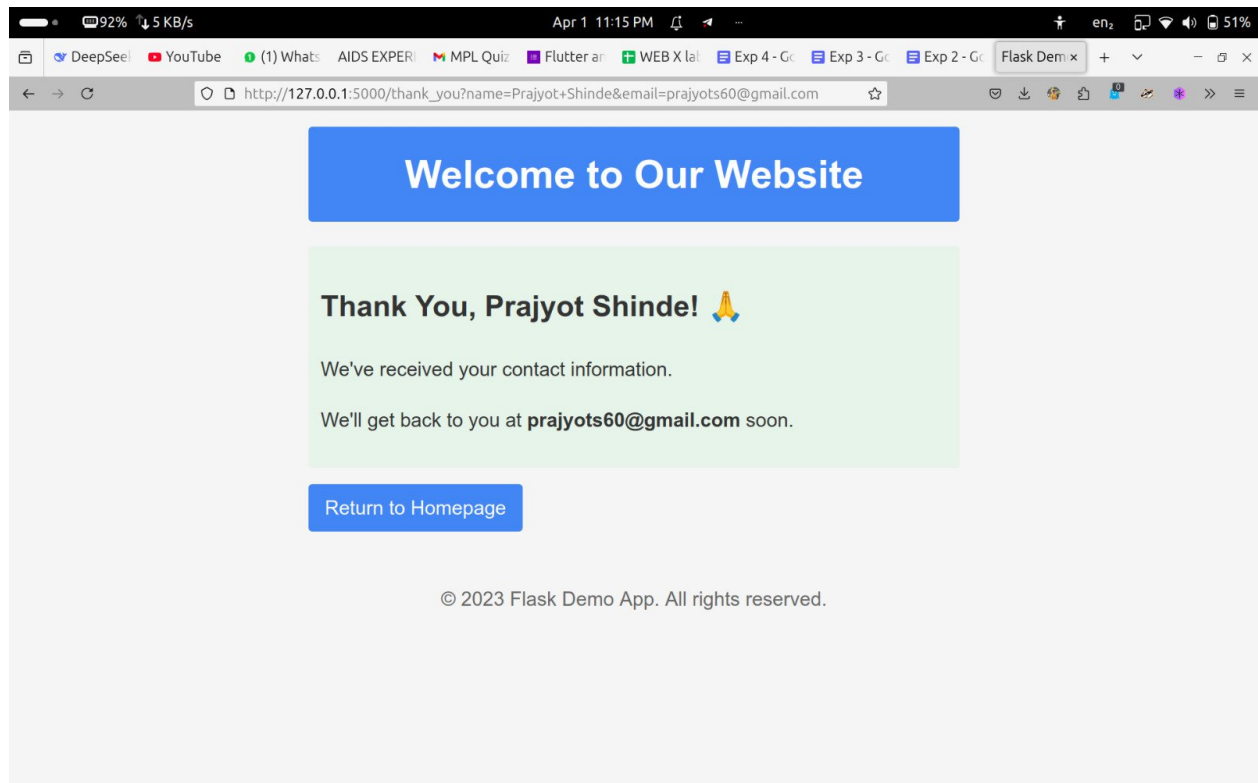 92% 5 KB/s Apr 1 11:15 PM en₂ 51%
DeepSeel YouTube (1) Whats AIDS EXPERI MPL Quiz Flutter an WEB X lal Exp 4 - Go Exp 3 - Go Exp 2 - Go Flask Dem
http://127.0.0.1:5000/thank_you?name=Prajyot+Shinde&email=prajyots60@gmail.com
Welcome to Our Website
Thank You, Prajyot Shinde! 🙏
We've received your contact information.
We'll get back to you at prajyots60@gmail.com soon.
Return to Homepage
© 2023 Flask Demo App. All rights reserved.